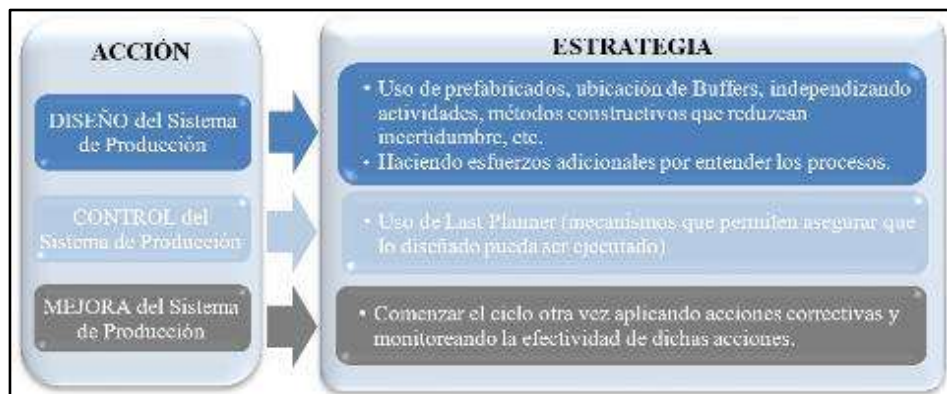 ACCIÓN
DISEÑO del Sistema
de Producción
CONTROL del
Sistema de Producción
MEJORA del Sistema
de Producción
ESTRATEGIA
• Uso de prefabricados, ubicación de Buffers, independizando
actividades, métodos constructivos que reduzcan
incertidumbre, etc.
• Haciendo esfuerzos adicionales por entender los procesos.
• Uso de Last Planner (mecanismos que permiten asegurar que
lo diseñado pueda ser ejecutado)
• Comenzar el ciclo otra vez aplicando acciones correctivas y
monitoreando la efectividad de dichas acciones.